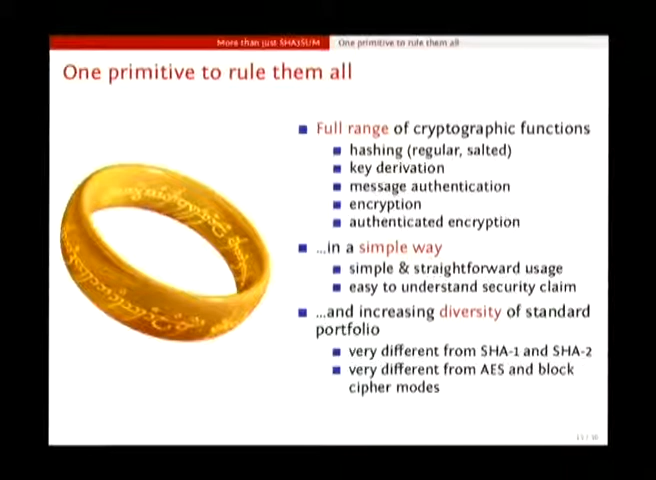 More than just SHA3SUM One primitive to rule them all
One primitive to rule them all
Full range of cryptographic functions
hashing (regular, salted)
key derivation
message authentication
encryption
authenticated encryption
...in a simple way
simple & straightforward usage
easy to understand security claim
...and increasing diversity of standard
portfolio
very different from SHA-1 and SHA-2
very different from AES and block
cipher modes